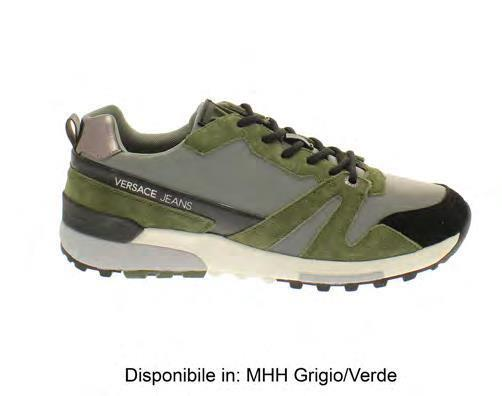 VERSACE JEANS
Disponibile in: MHH Grigio/Verde